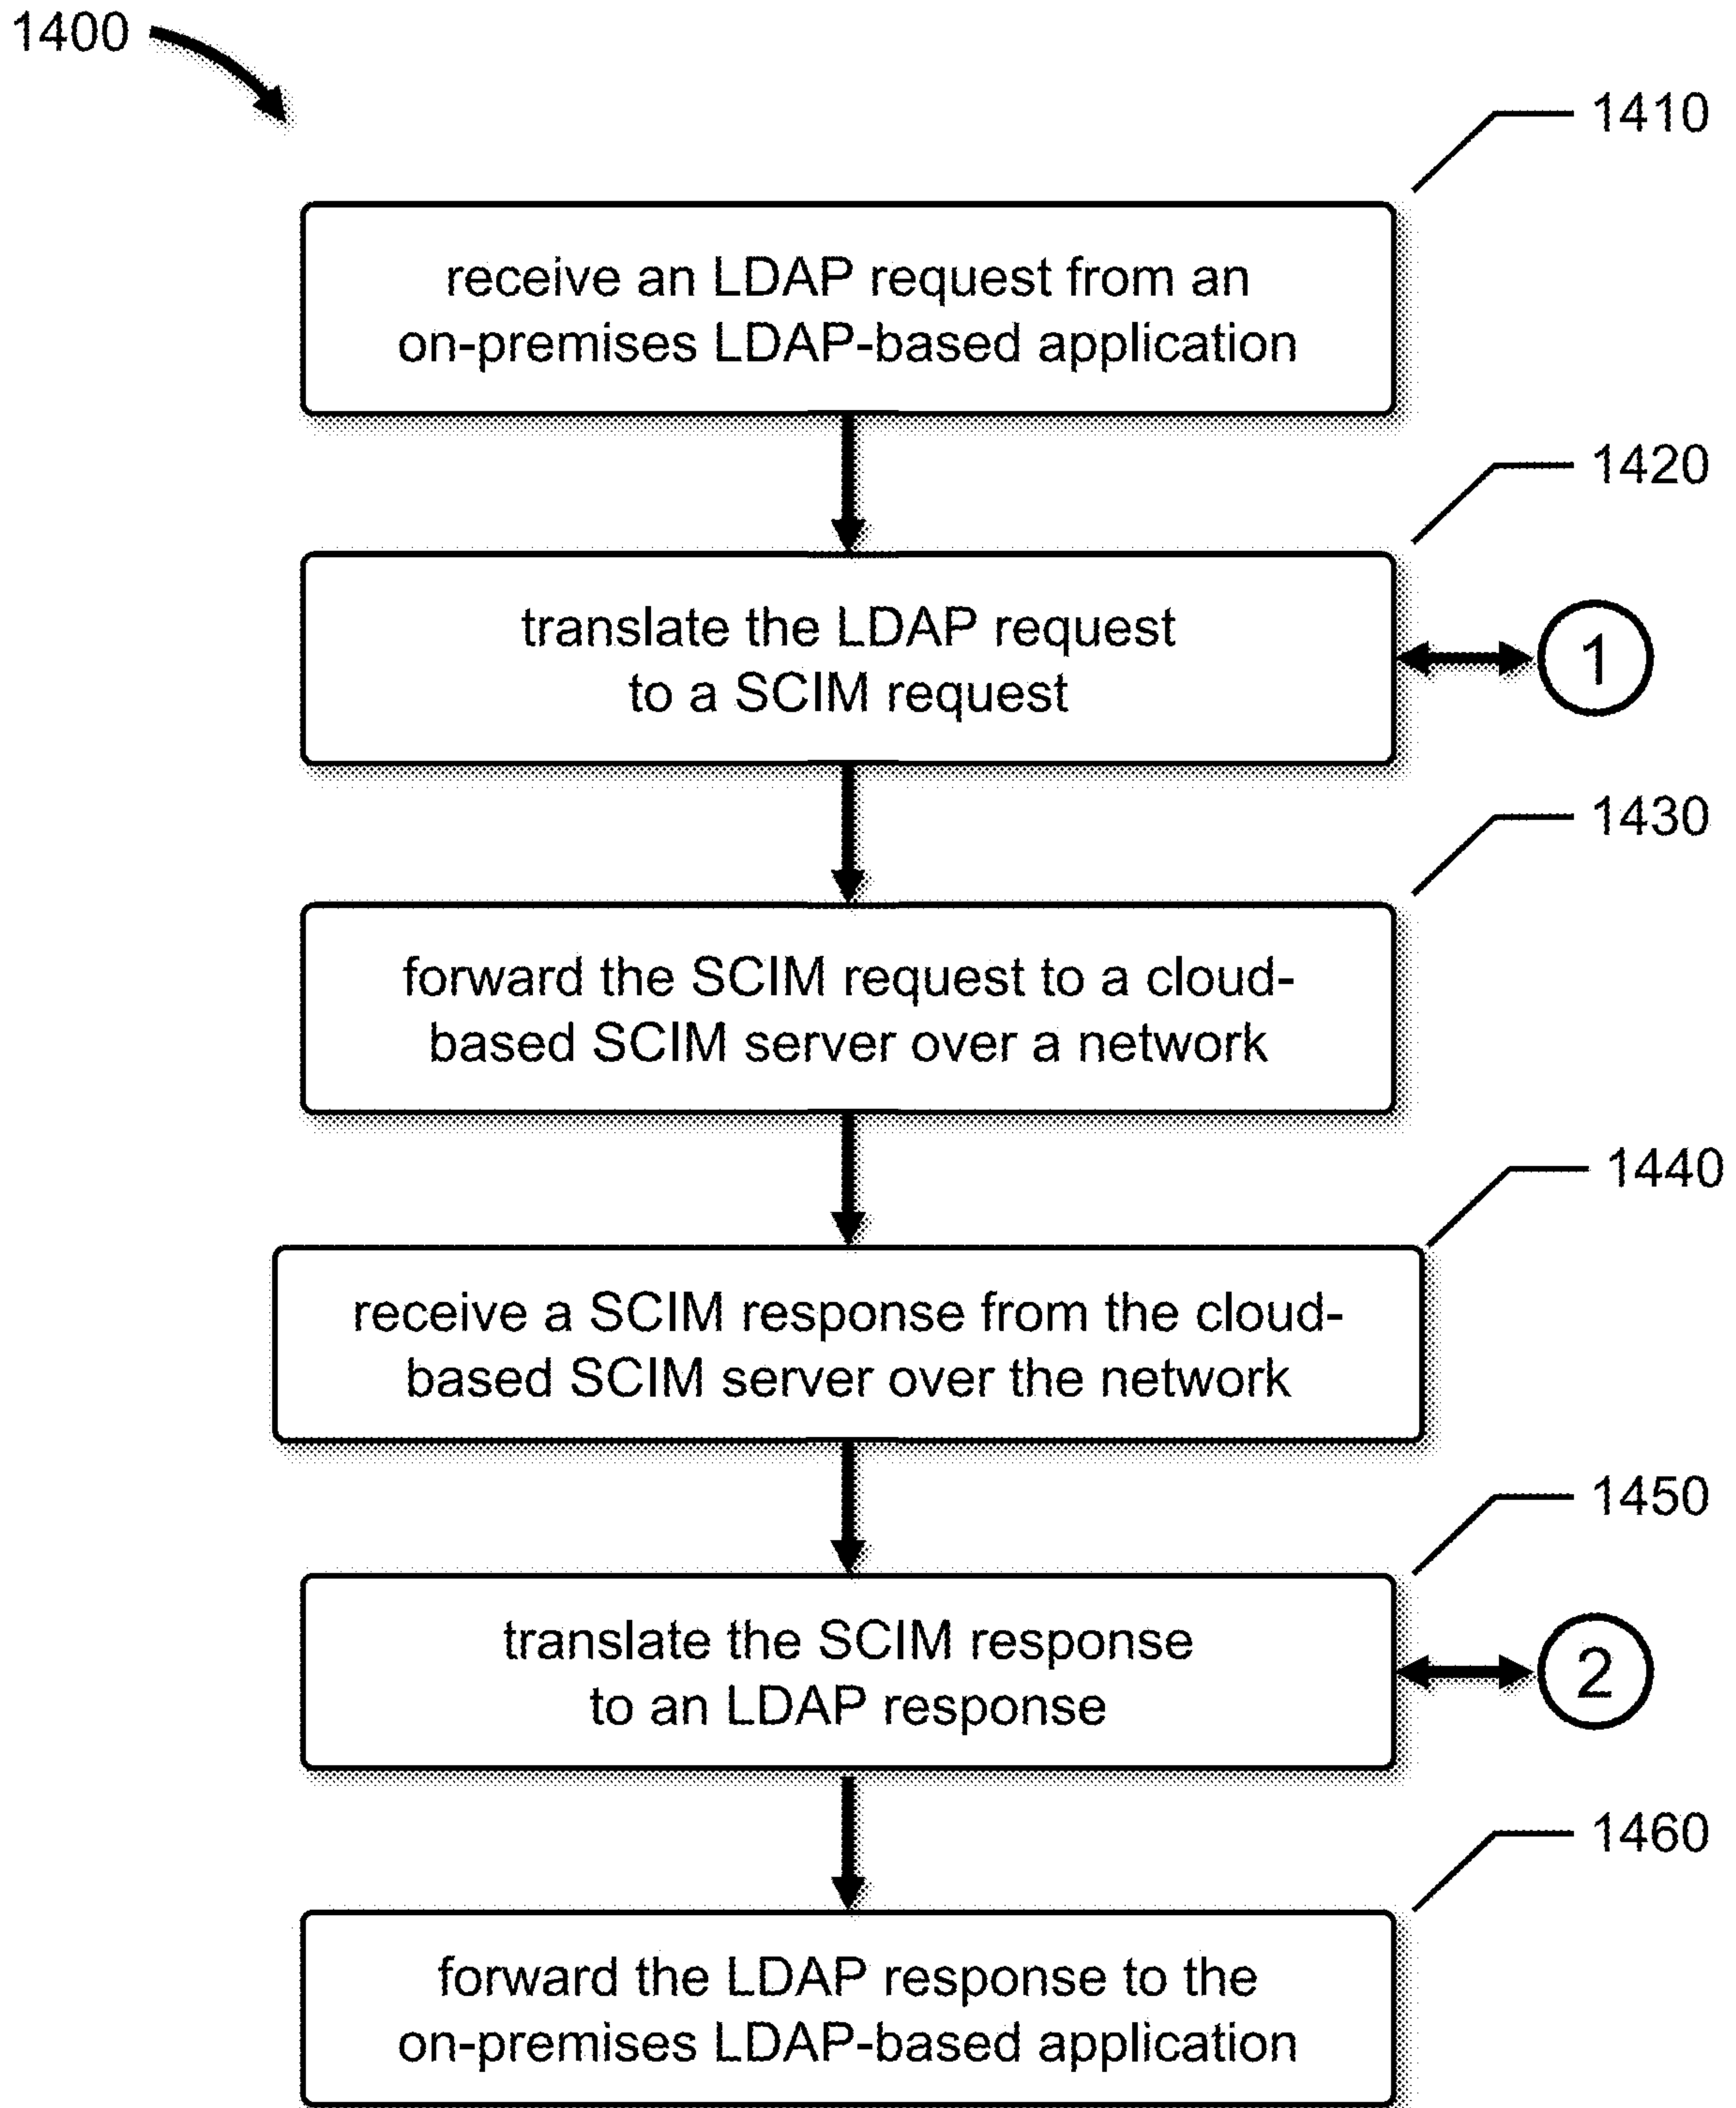 1400
1410
receive an LDAP request from an
on-premises LDAP-based application
1420
translate the LDAP request
to a SCIM request
1
1430
forward the SCIM request to a cloud-
based SCIM server over a network
1440
receive a SCIM response from the cloud-
based SCIM server over the network
1450
translate the SCIM response
to an LDAP response
2
1460
forward the LDAP response to the
on-premises LDAP-based application